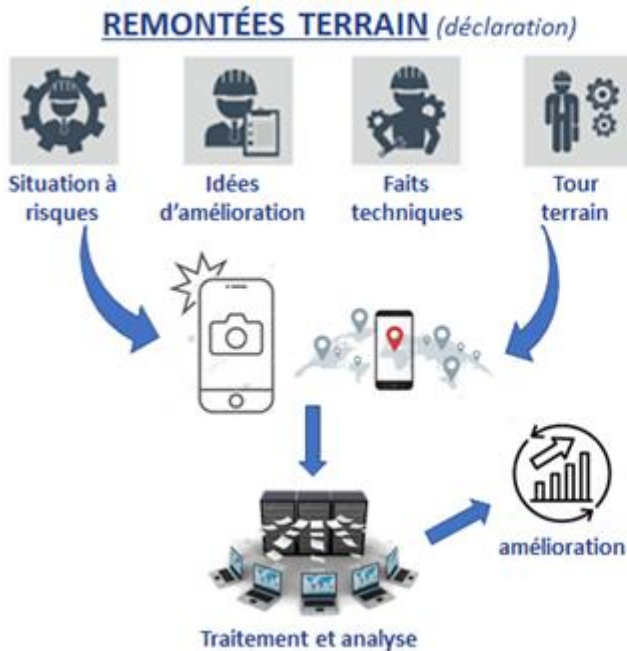 REMONTÉES TERRAIN (déclaration)
Situation à
risques
Idées
d'amélioration
Faits
techniques
Tour
terrain
amélioration
Traitement et analyse